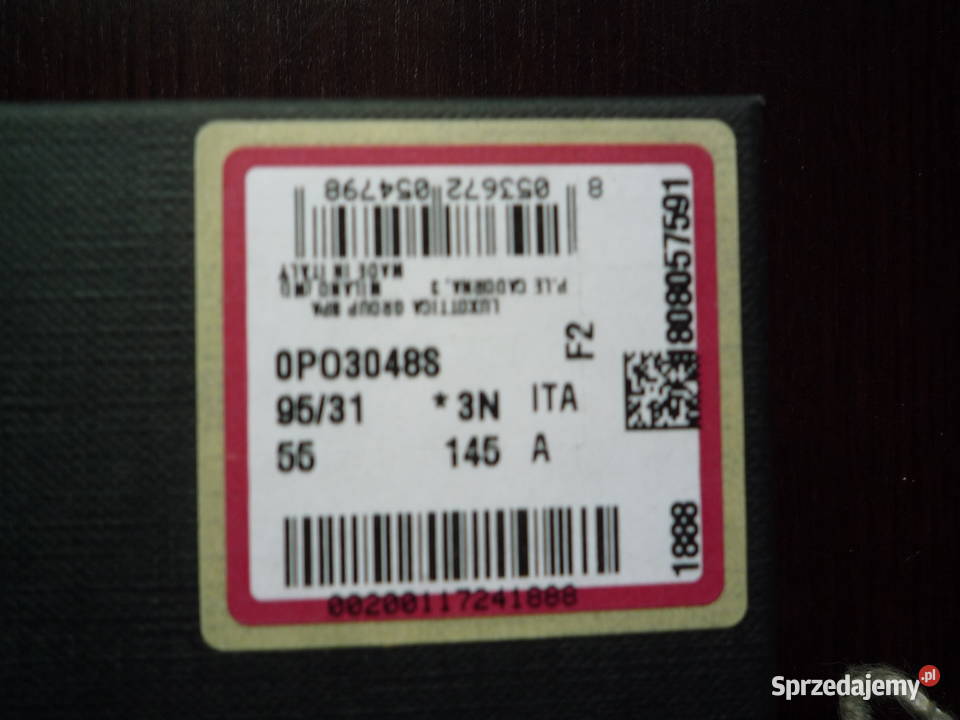 8 053672 054798
LUXOTTICA GROUP SPA
P.LE CADORNA, 3 MILANO (MI)
MADE IN ITALY
0PO3048S
F2
95/31 * 3N ITA
55 145 A
1808057591
1888
00200117241888
Sprzedajemy.pl